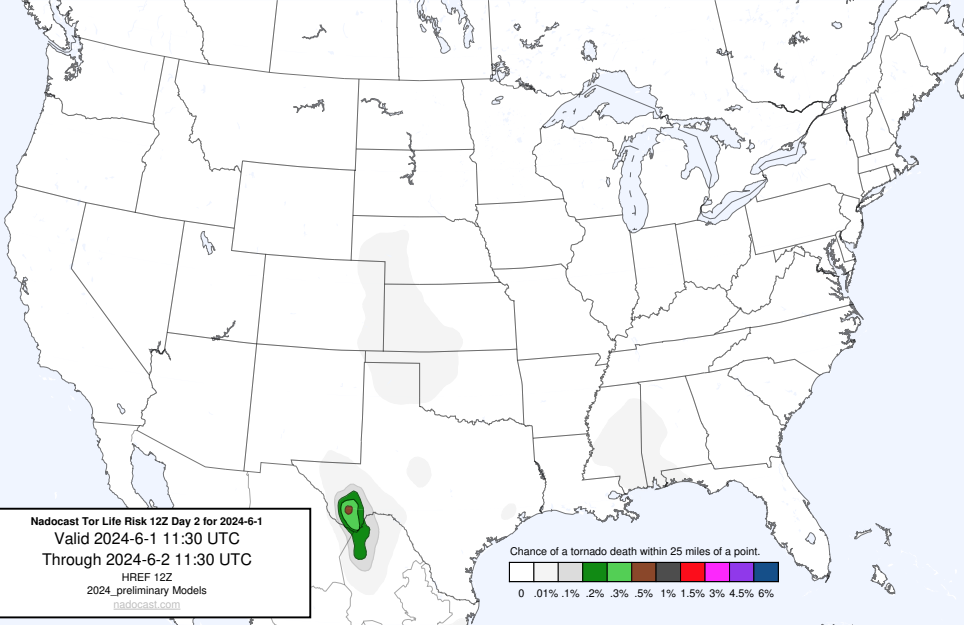 Nadocast Tor Life Risk 12Z Day 2 for 2024-6-1
Valid 2024-6-1 11:30 UTC
Through 2024-6-2 11:30 UTC
HREF 12Z
2024_preliminary Models
nadocast.com
Chance of a tornado death within 25 miles of a point.
0 .01% .1% .2% .3% .5% 1% 1.5% 3% 4.5% 6%